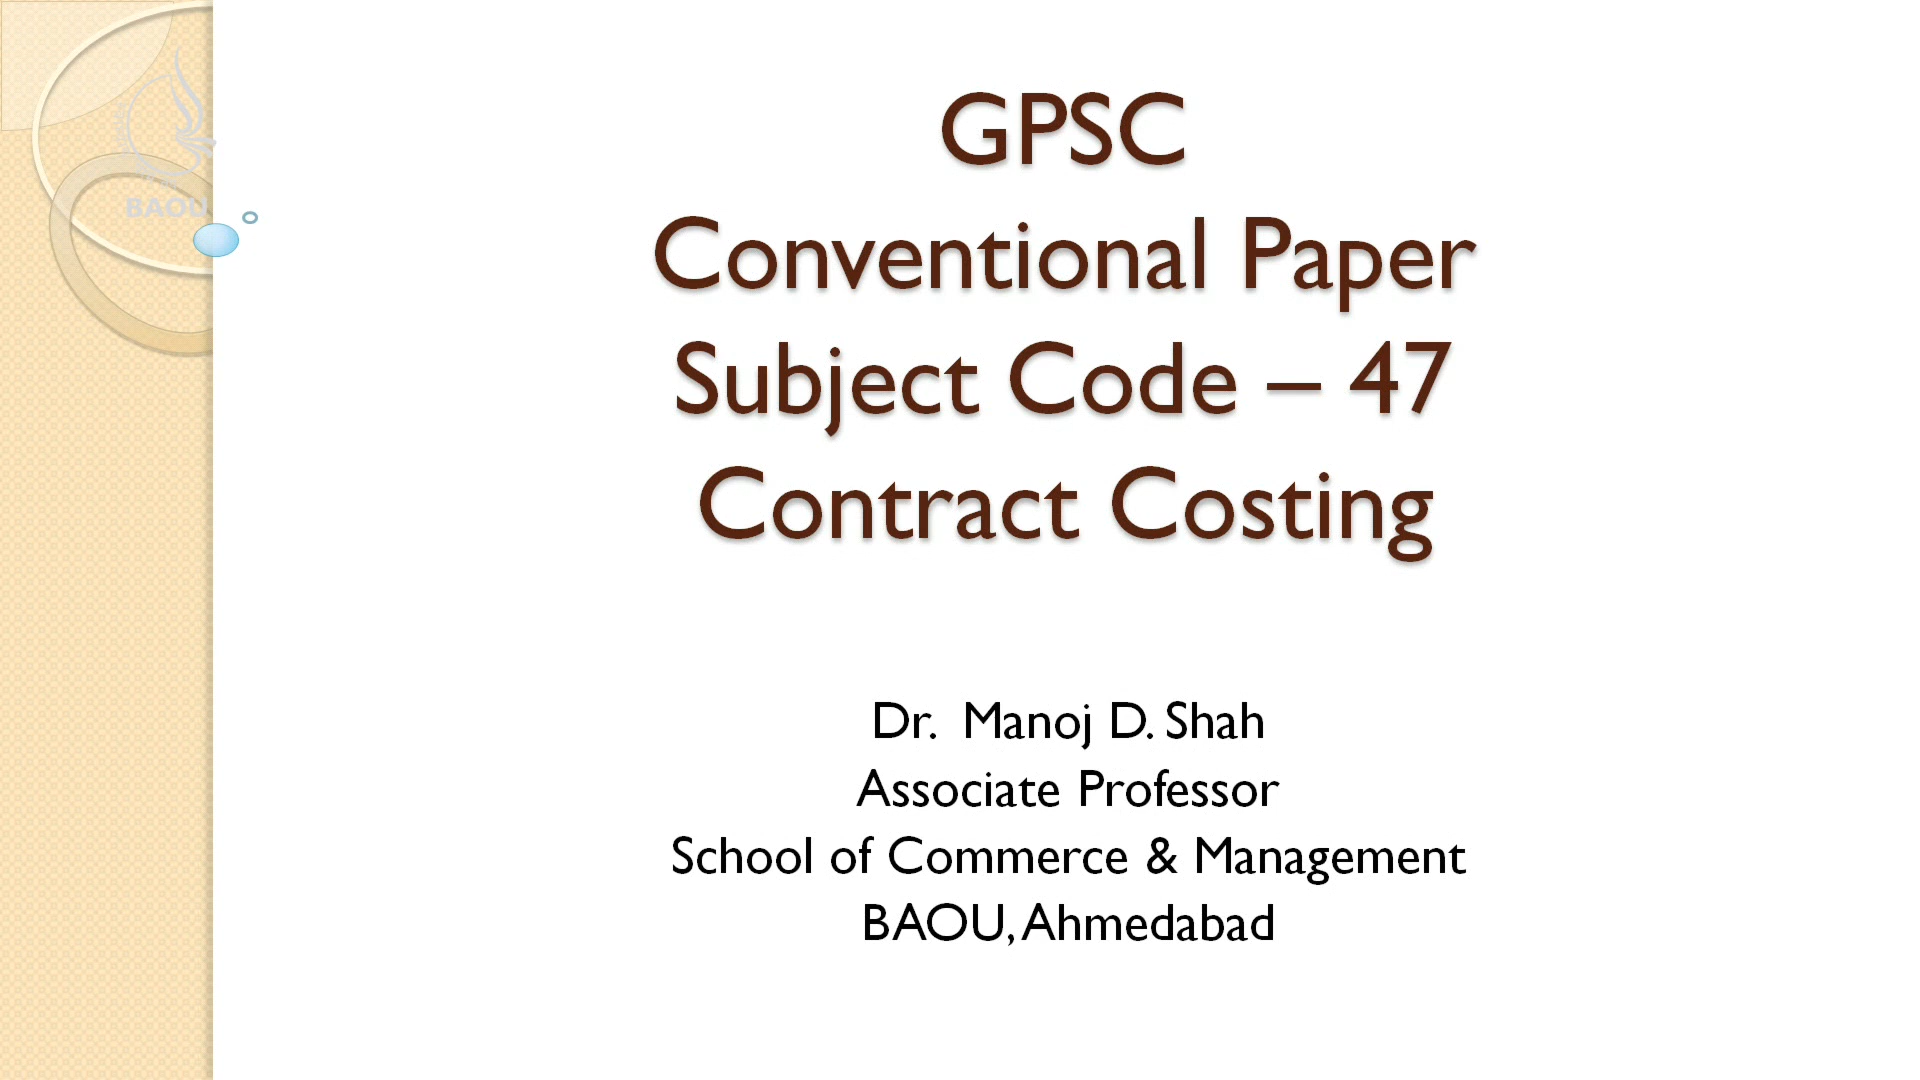 BAOU
GPSC
Conventional Paper
Subject Code – 47
Contract Costing
Dr. Manoj D. Shah
Associate Professor
School of Commerce & Management
BAOU, Ahmedabad